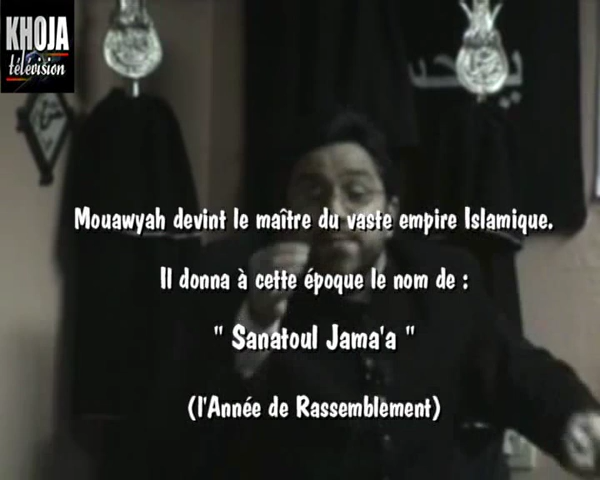 KHOJA
télévision
Mouawyah devint le maître du vaste empire Islamique.
Il donna à cette époque le nom de :
" Sanatoul Jama'a "
(l'Année de Rassemblement)